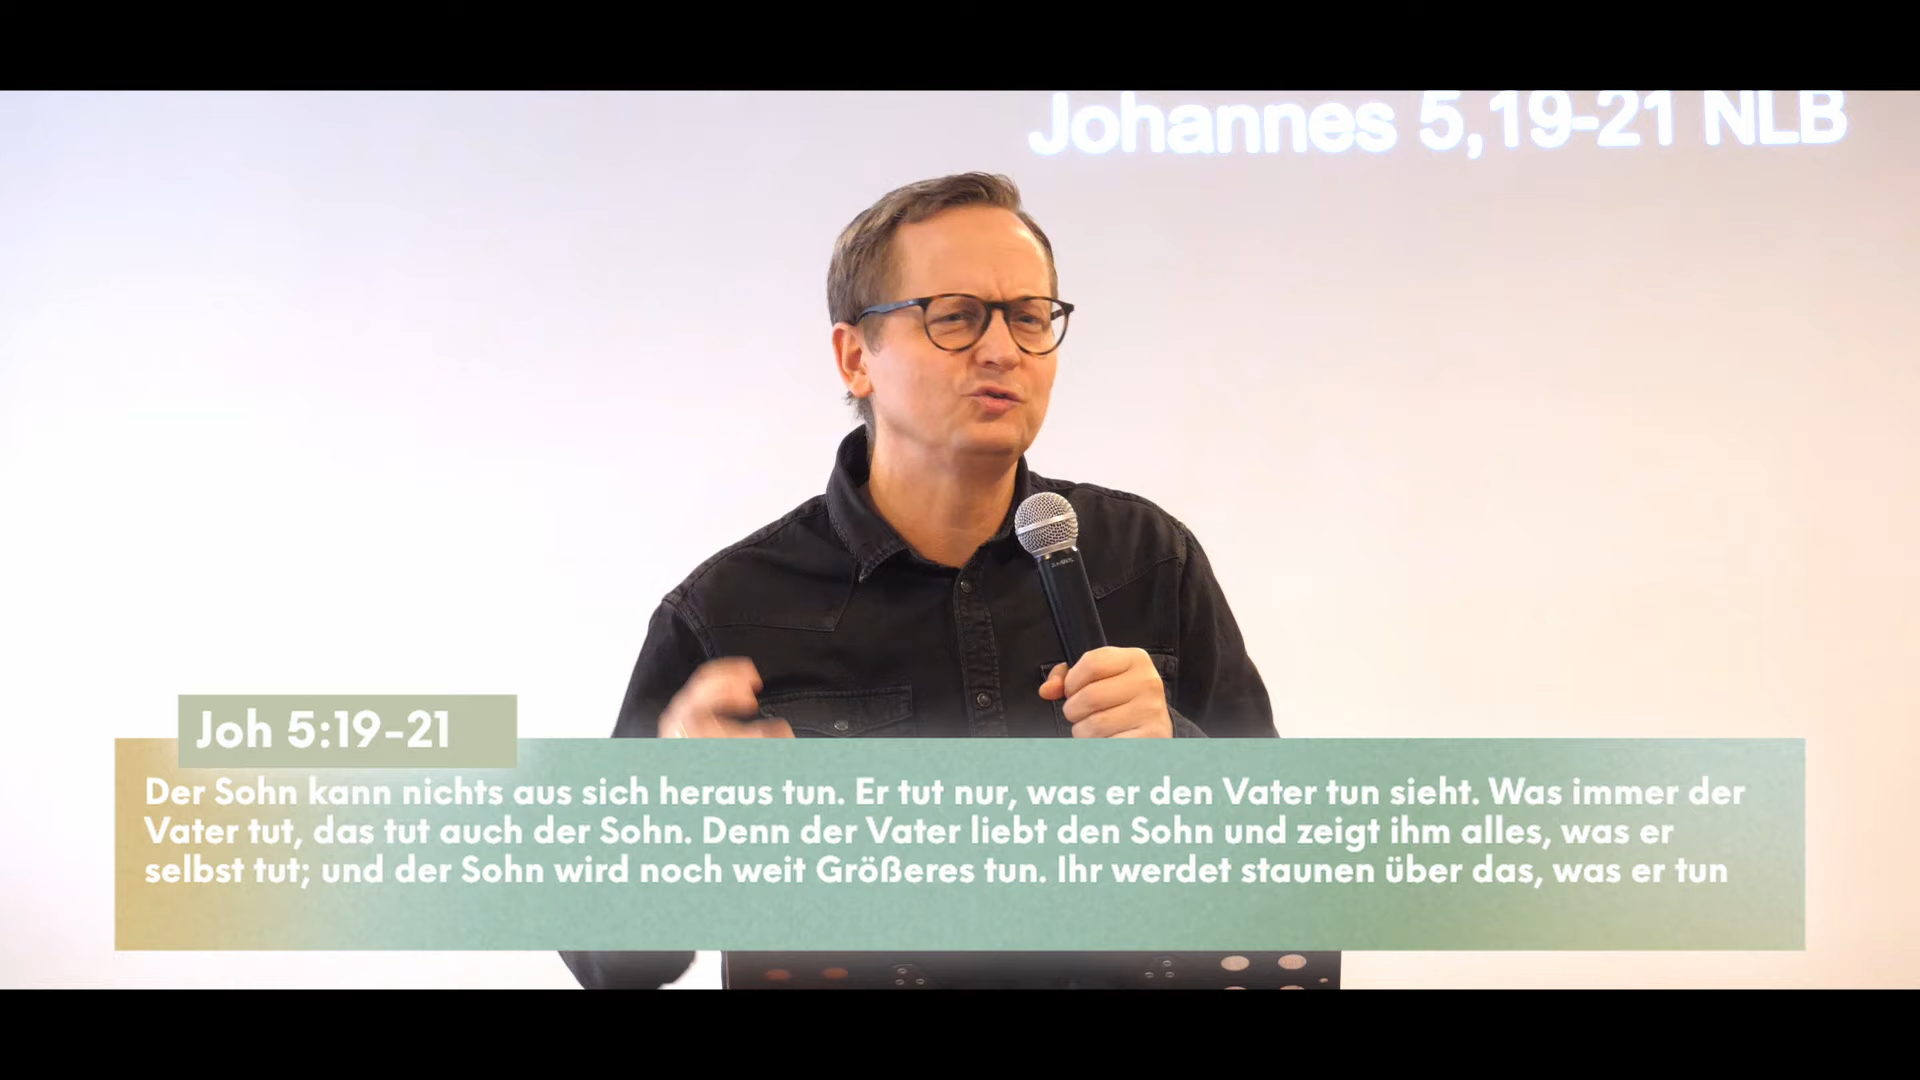 Johannes 5,19-21 NLB
Joh 5:19-21
Der Sohn kann nichts aus sich heraus tun. Er tut nur, was er den Vater tun sieht. Was immer der
Vater tut, das tut auch der Sohn. Denn der Vater liebt den Sohn und zeigt ihm alles, was er
selbst tut; und der Sohn wird noch weit Größeres tun. Ihr werdet staunen über das, was er tun